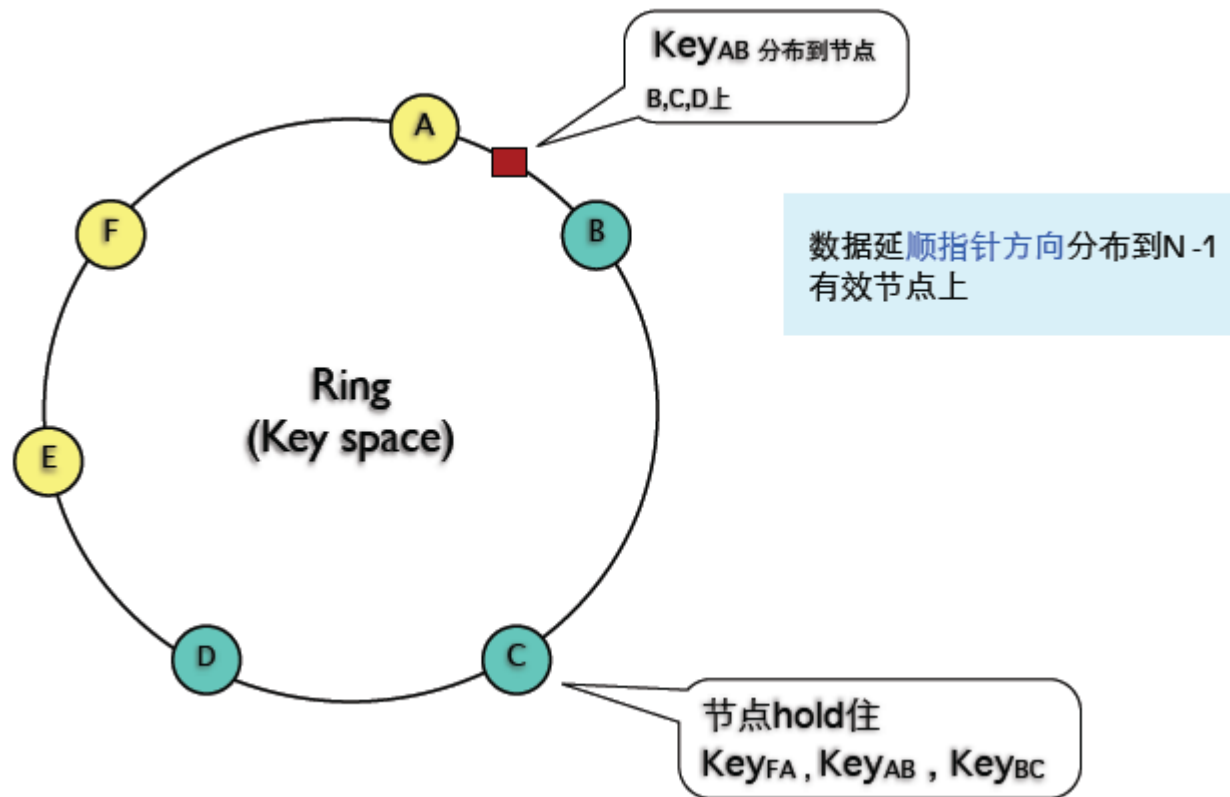 KeyAB 分布到节点
B,C,D上
A
B
F
数据延顺指针方向分布到N-1
有效节点上
Ring
(Key space)
E
D
C
节点hold住
KeyFA , KeyAB , KeyBC